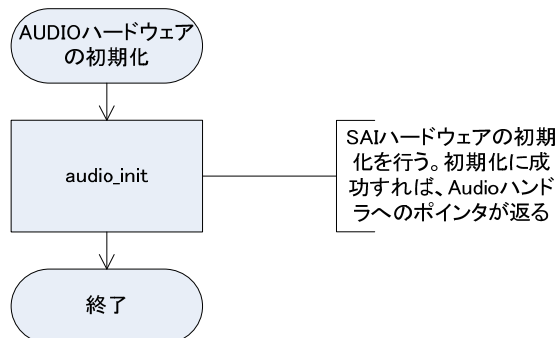 AUDIOハードウェア
の初期化
audio_init
SAIハードウェアの初期
化を行う。初期化に成
功すれば、Audioハンド
ラへのポインタが返る
終了